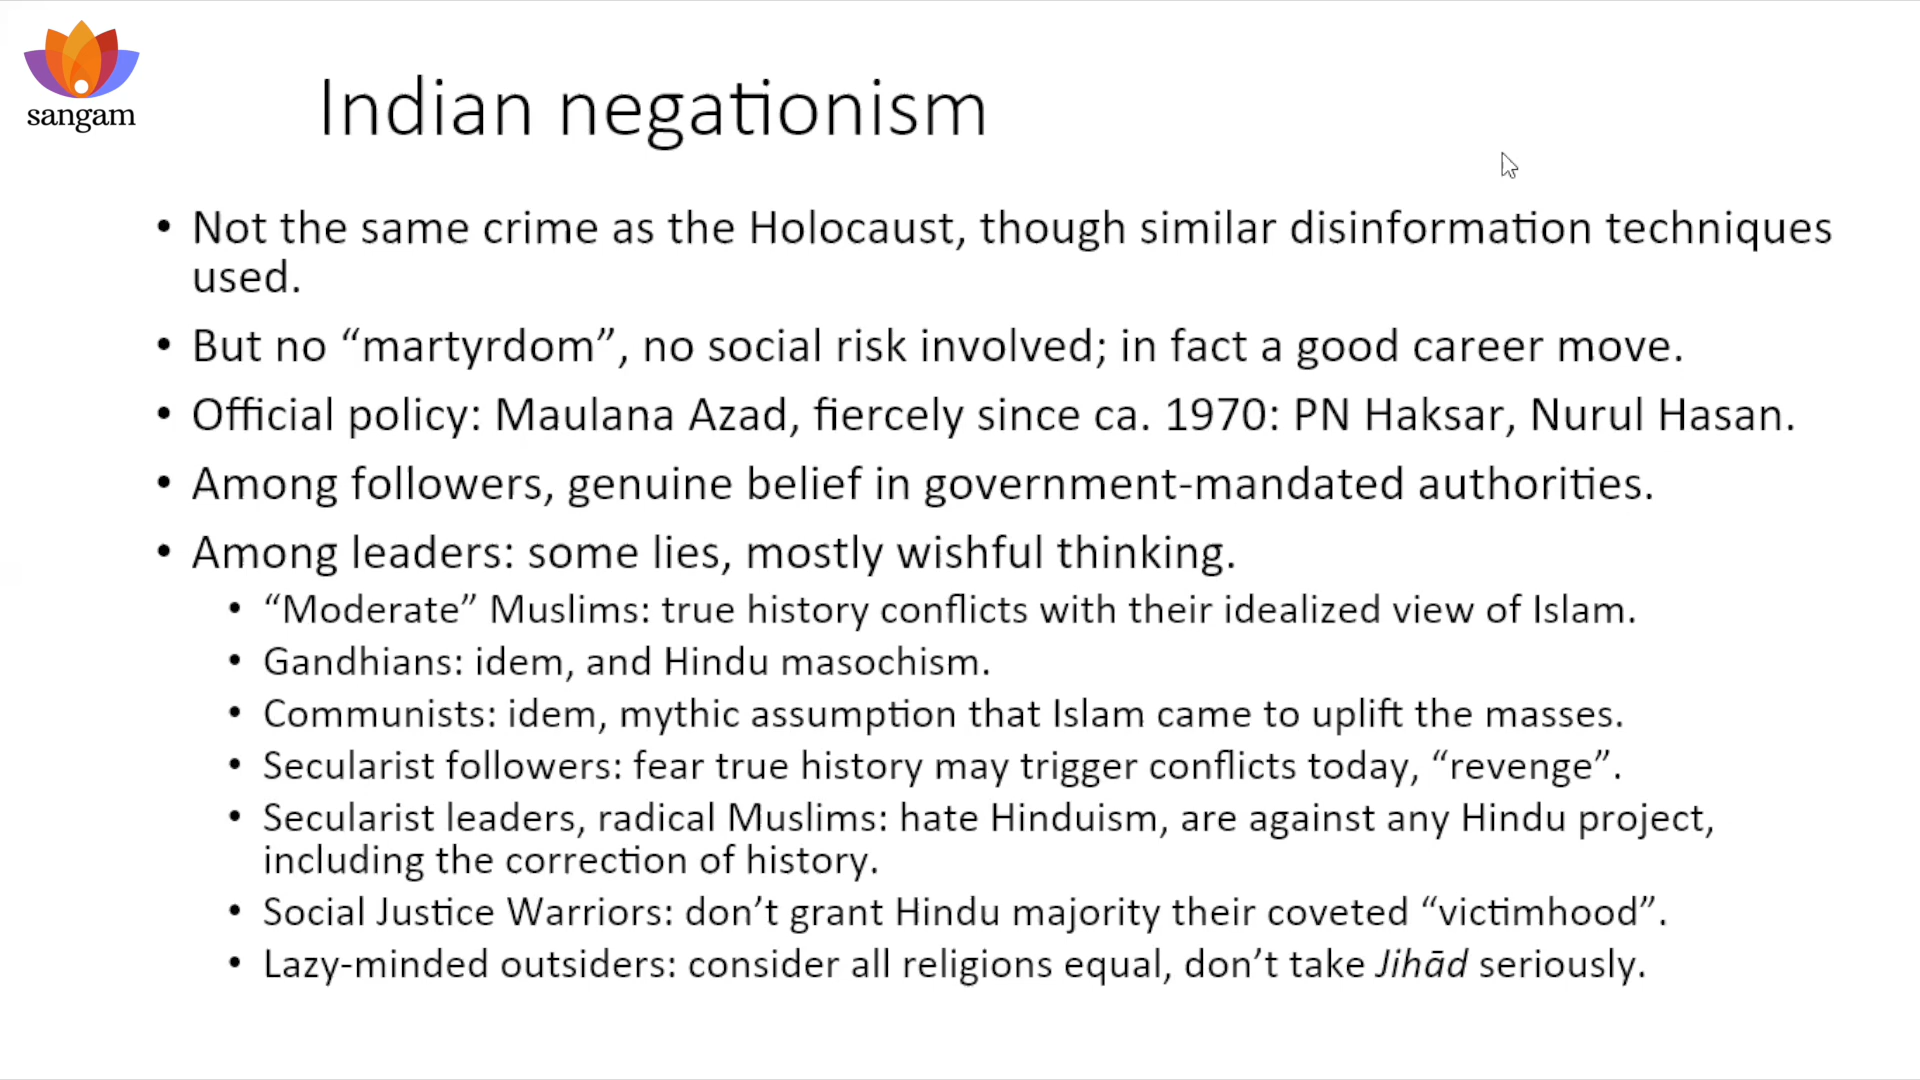 sangam
Indian negationism
• Not the same crime as the Holocaust, though similar disinformation techniques
used.
• But no “martyrdom”, no social risk involved; in fact a good career move.
• Official policy: Maulana Azad, fiercely since ca. 1970: PN Haksar, Nurul Hasan.
• Among followers, genuine belief in government-mandated authorities.
• Among leaders: some lies, mostly wishful thinking.
• “Moderate” Muslims: true history conflicts with their idealized view of Islam.
• Gandhians: idem, and Hindu masochism.
• Communists: idem, mythic assumption that Islam came to uplift the masses.
• Secularist followers: fear true history may trigger conflicts today, “revenge”.
• Secularist leaders, radical Muslims: hate Hinduism, are against any Hindu project,
including the correction of history.
• Social Justice Warriors: don’t grant Hindu majority their coveted “victimhood”.
• Lazy-minded outsiders: consider all religions equal, don’t take Jihād seriously.